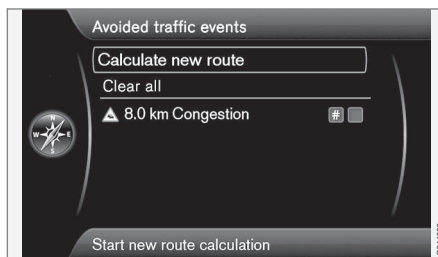 Avoided traffic events
Calculate new route
Clear all
8.0 km Congestion #
N
W E
S
Start new route calculation